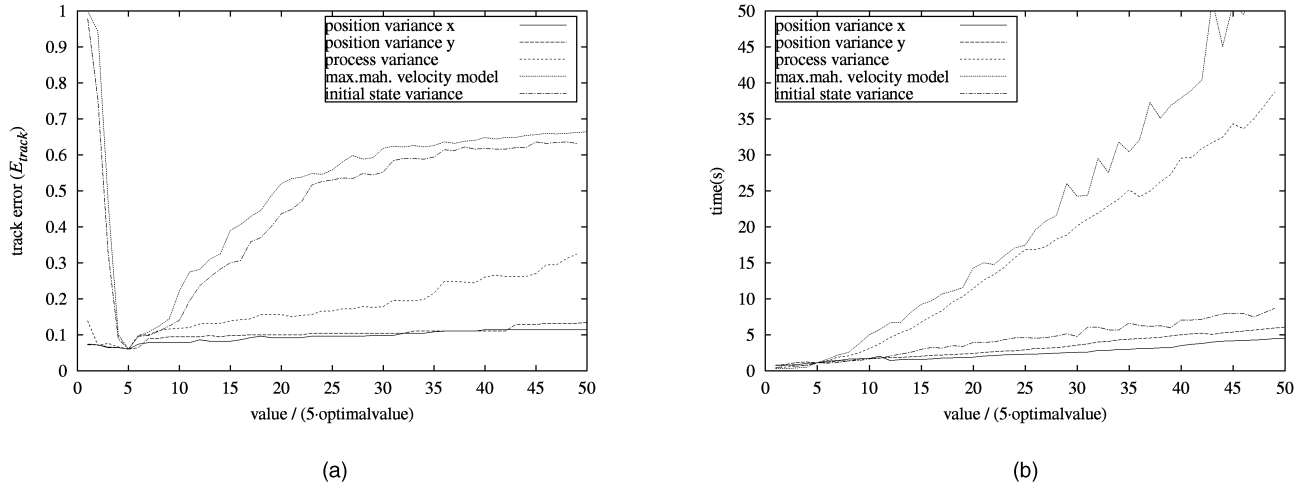 position variance x
position variance y
process variance
max.mah. velocity model
initial state variance
1
0.9
0.8
0.7
0.6
0.5
0.4
0.3
0.2
0.1
0
track error (E_track)
0 5 10 15 20 25 30 35 40 45 50
value / (5·optimalvalue)
(a)
position variance x
position variance y
process variance
max.mah. velocity model
initial state variance
50
45
40
35
30
25
20
15
10
5
0
time(s)
0 5 10 15 20 25 30 35 40 45 50
value / (5·optimalvalue)
(b)